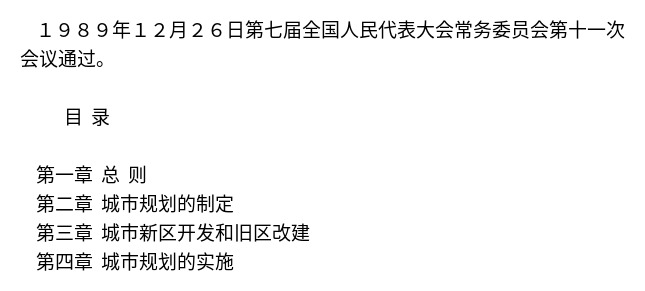 １９８９年１２月２６日第七届全国人民代表大会常务委员会第十一次
会议通过。
目 录
第一章 总 则
第二章 城市规划的制定
第三章 城市新区开发和旧区改建
第四章 城市规划的实施